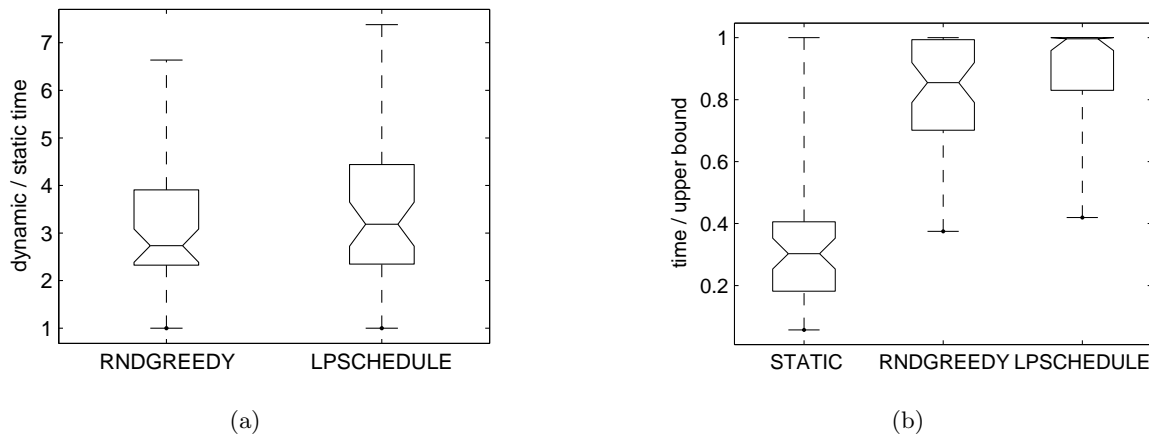 dynamic / static time
7
6
5
4
3
2
1
RNDGREEDY LPSCHEDULE
(a)
time / upper bound
1
0.8
0.6
0.4
0.2
STATIC RNDGREEDY LPSCHEDULE
(b)